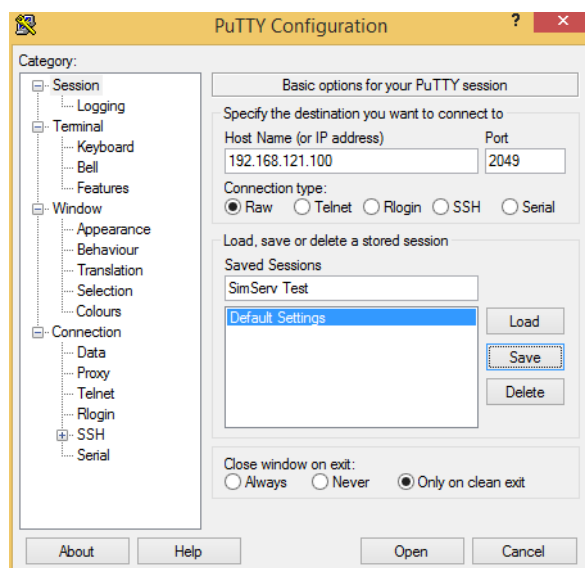 PuTTY Configuration
?
Category:
Session
Logging
Terminal
Keyboard
Bell
Features
Window
Appearance
Behaviour
Translation
Selection
Colours
Connection
Data
Proxy
Telnet
Rlogin
SSH
Serial
Basic options for your PuTTY session
Specify the destination you want to connect to
Host Name (or IP address) Port
192.168.121.100 2049
Connection type:
Raw Telnet Rlogin SSH Serial
Load, save or delete a stored session
Saved Sessions
SimServ Test
Default Settings
Load
Save
Delete
Close window on exit:
Always Never Only on clean exit
About Help Open Cancel